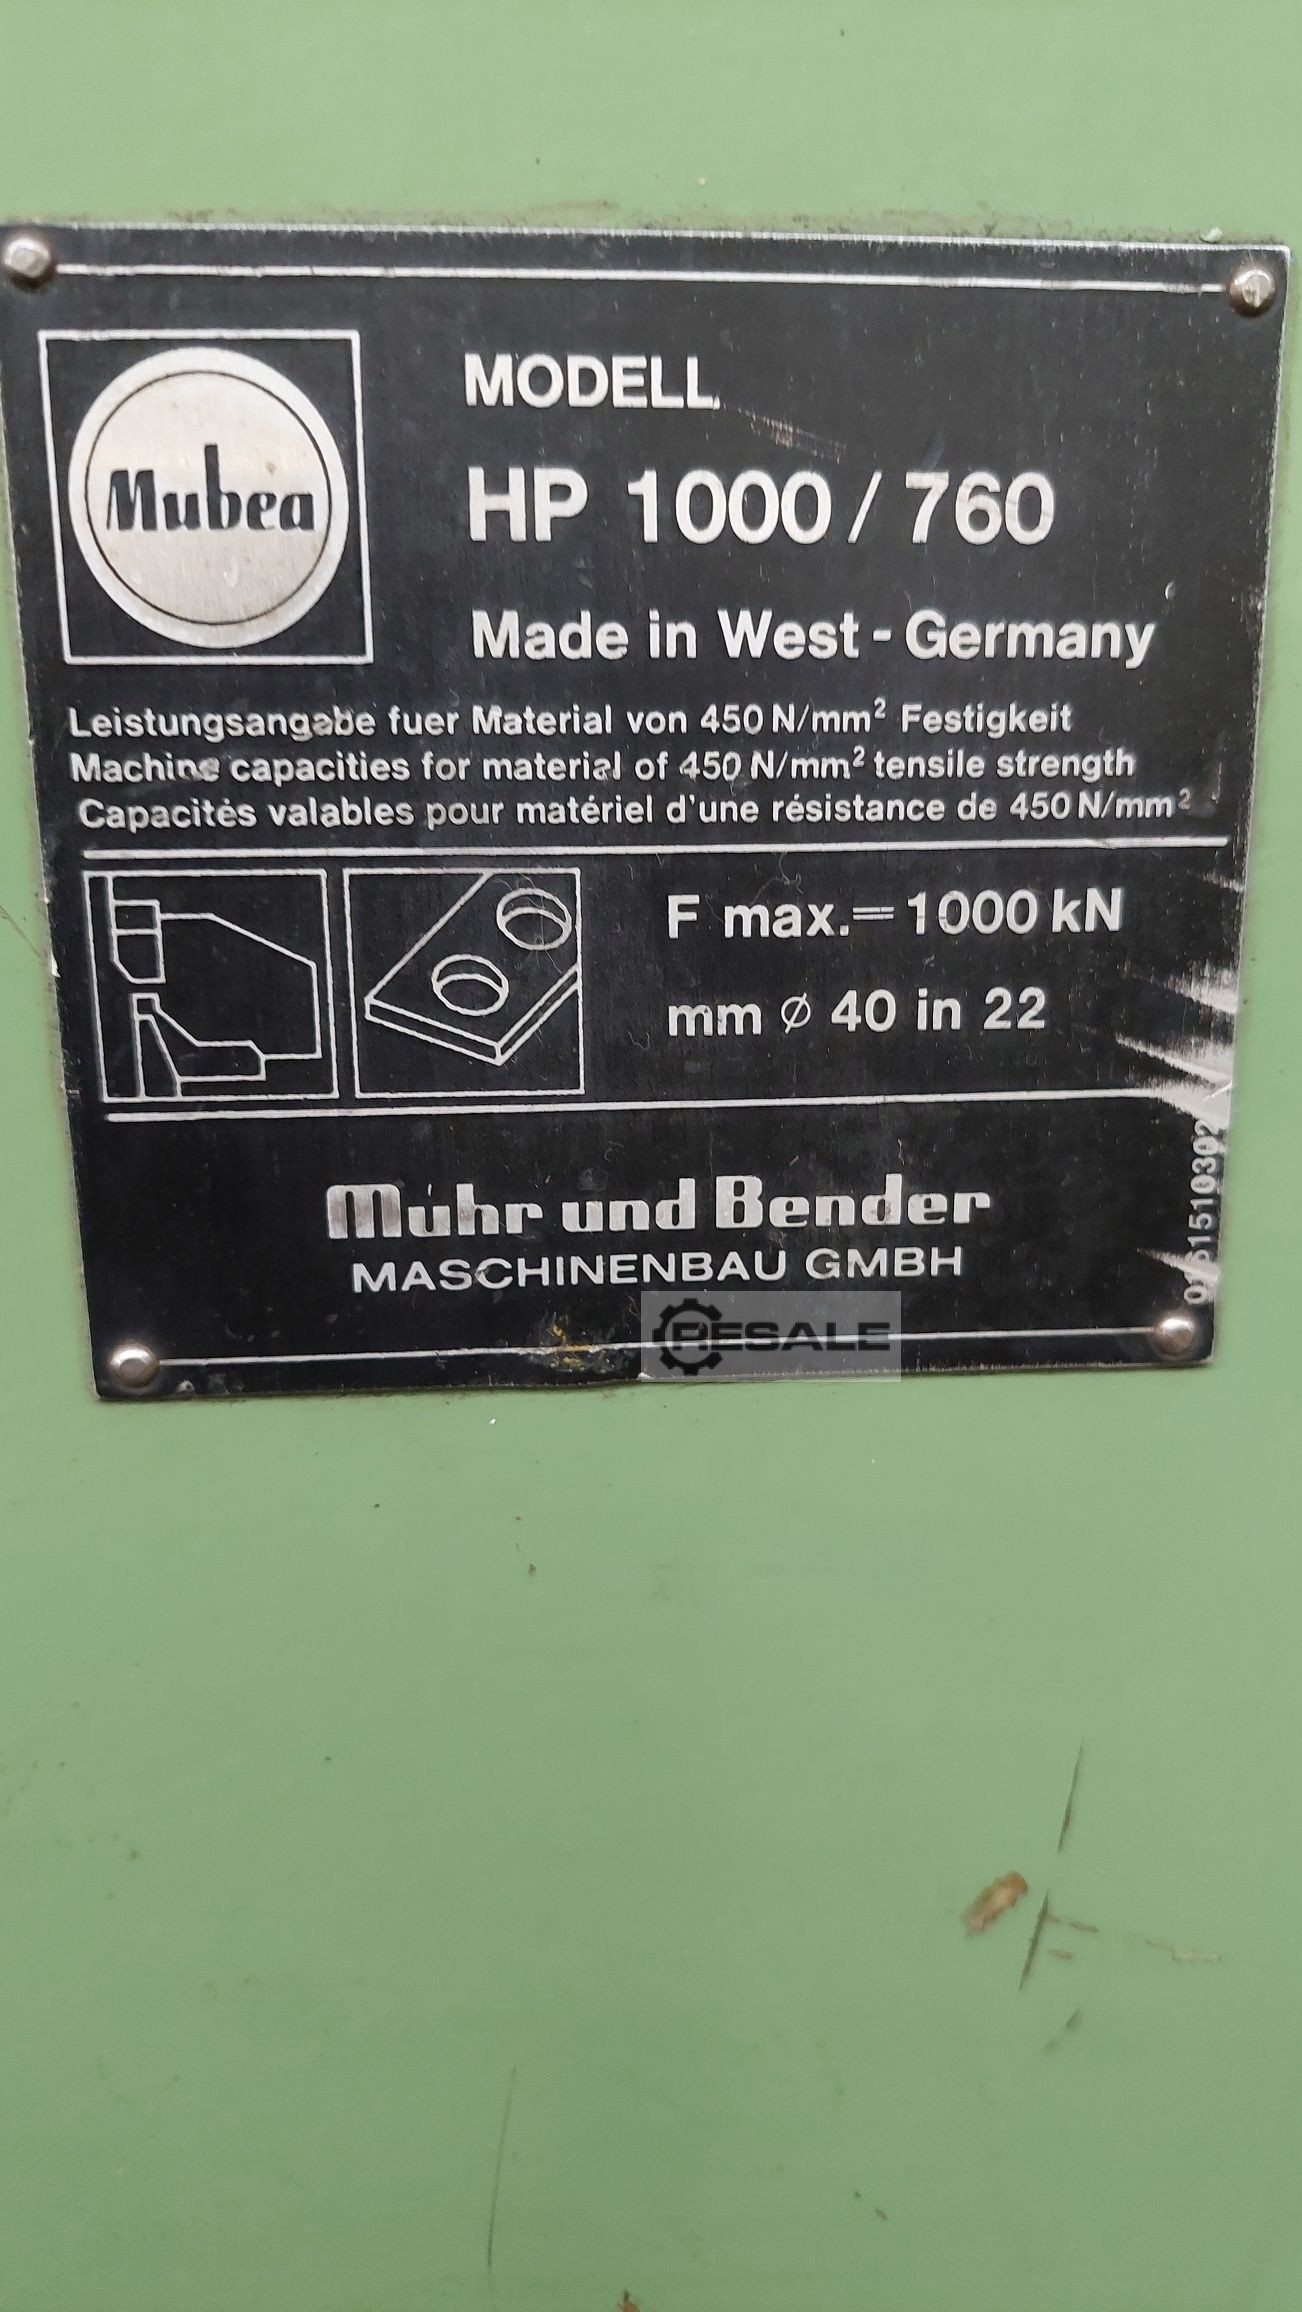 Mubea
MODELL
HP 1000 / 760
Made in West - Germany
Leistungsangabe fuer Material von 450 N/mm² Festigkeit
Machine capacities for material of 450 N/mm² tensile strength
Capacités valables pour matériel d'une résistance de 450 N/mm²
F max. = 1000 kN
mm ⌀ 40 in 22
Muhr und Bender
MASCHINENBAU GMBH
RESALE